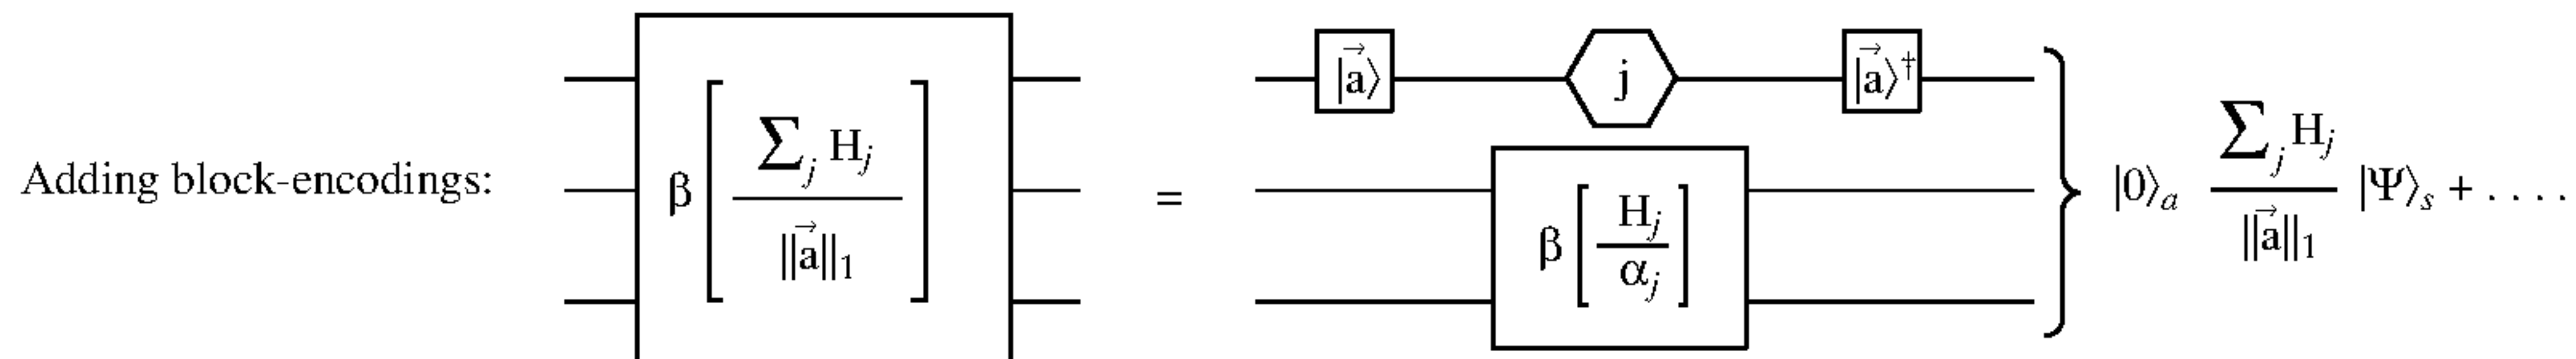 Adding block-encodings: β [ ∑_j H_j / ‖a⃗‖₁ ] = |a⃗⟩ j |a⃗⟩† β [ H_j / α_j ] } |0⟩_a ∑_j H_j / ‖a⃗‖₁ |Ψ⟩_s + . . . .